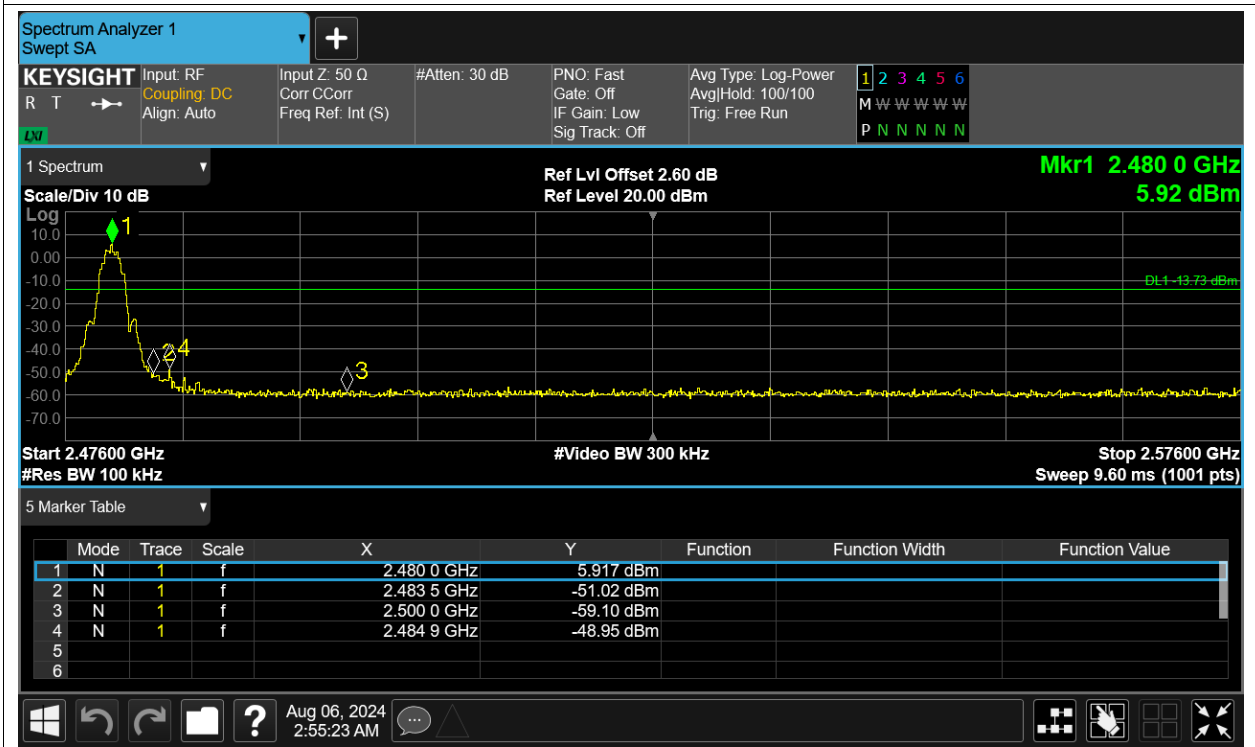 Spectrum Analyzer 1
Swept SA
+
KEYSIGHT
R T
LXI
Input: RF
Coupling: DC
Align: Auto
Input Z: 50 Ω
Corr CCorr
Freq Ref: Int (S)
#Atten: 30 dB
PNO: Fast
Gate: Off
IF Gain: Low
Sig Track: Off
Avg Type: Log-Power
Avg|Hold: 100/100
Trig: Free Run
1 2 3 4 5 6
M W W W W W
P N N N N N
1 Spectrum
Scale/Div 10 dB
Ref Lvl Offset 2.60 dB
Ref Level 20.00 dBm
Mkr1 2.480 0 GHz
5.92 dBm
Log
1
10.0
0.00
-10.0
DL1 -13.73 dBm
-20.0
-30.0
-40.0
2 4
-50.0
3
-60.0
-70.0
Start 2.47600 GHz
#Video BW 300 kHz
Stop 2.57600 GHz
#Res BW 100 kHz
Sweep 9.60 ms (1001 pts)
5 Marker Table
Mode Trace Scale X Y Function Function Width Function Value
1 N 1 f 2.480 0 GHz 5.917 dBm
2 N 1 f 2.483 5 GHz -51.02 dBm
3 N 1 f 2.500 0 GHz -59.10 dBm
4 N 1 f 2.484 9 GHz -48.95 dBm
5
6
?
Aug 06, 2024
2:55:23 AM